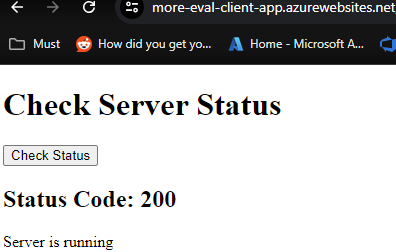 more-eval-client-app.azurewebsites.net
Must
How did you get yo...
Home - Microsoft A...
Check Server Status
Check Status
Status Code: 200
Server is running